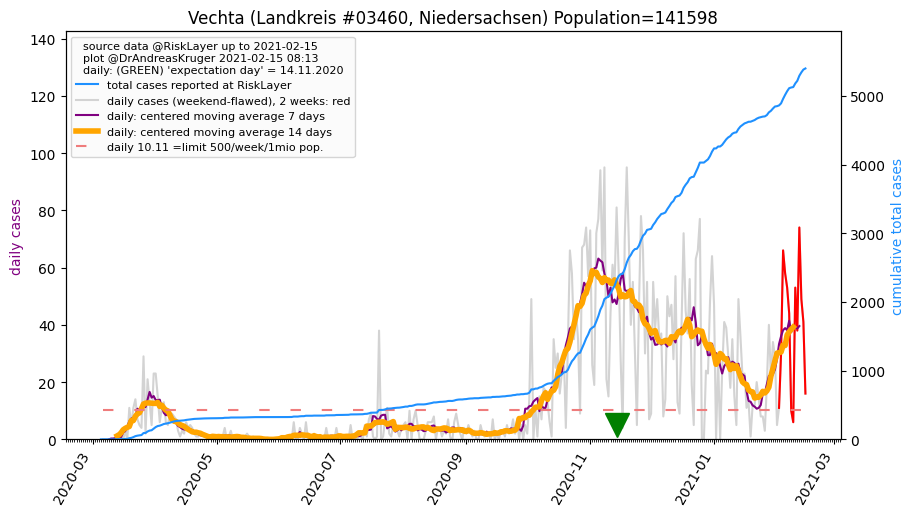 Vechta (Landkreis #03460, Niedersachsen) Population=141598
source data @RiskLayer up to 2021-02-15
plot @DrAndreasKruger 2021-02-15 08:13
daily: (GREEN) 'expectation day' = 14.11.2020
total cases reported at RiskLayer
daily cases (weekend-flawed), 2 weeks: red
daily: centered moving average 7 days
daily: centered moving average 14 days
daily 10.11 =limit 500/week/1mio pop.
daily cases
140
120
100
80
60
40
20
0
cumulative total cases
5000
4000
3000
2000
1000
0
2020-03
2020-05
2020-07
2020-09
2020-11
2021-01
2021-03